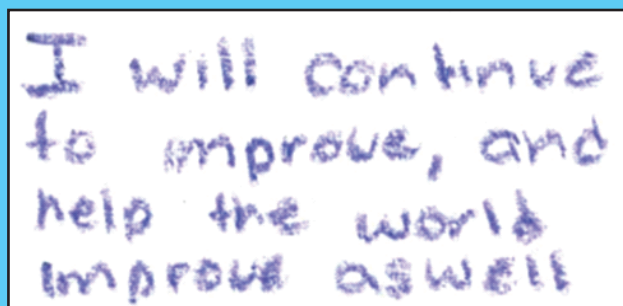 I will continue
to improve, and
help the world
improve aswell